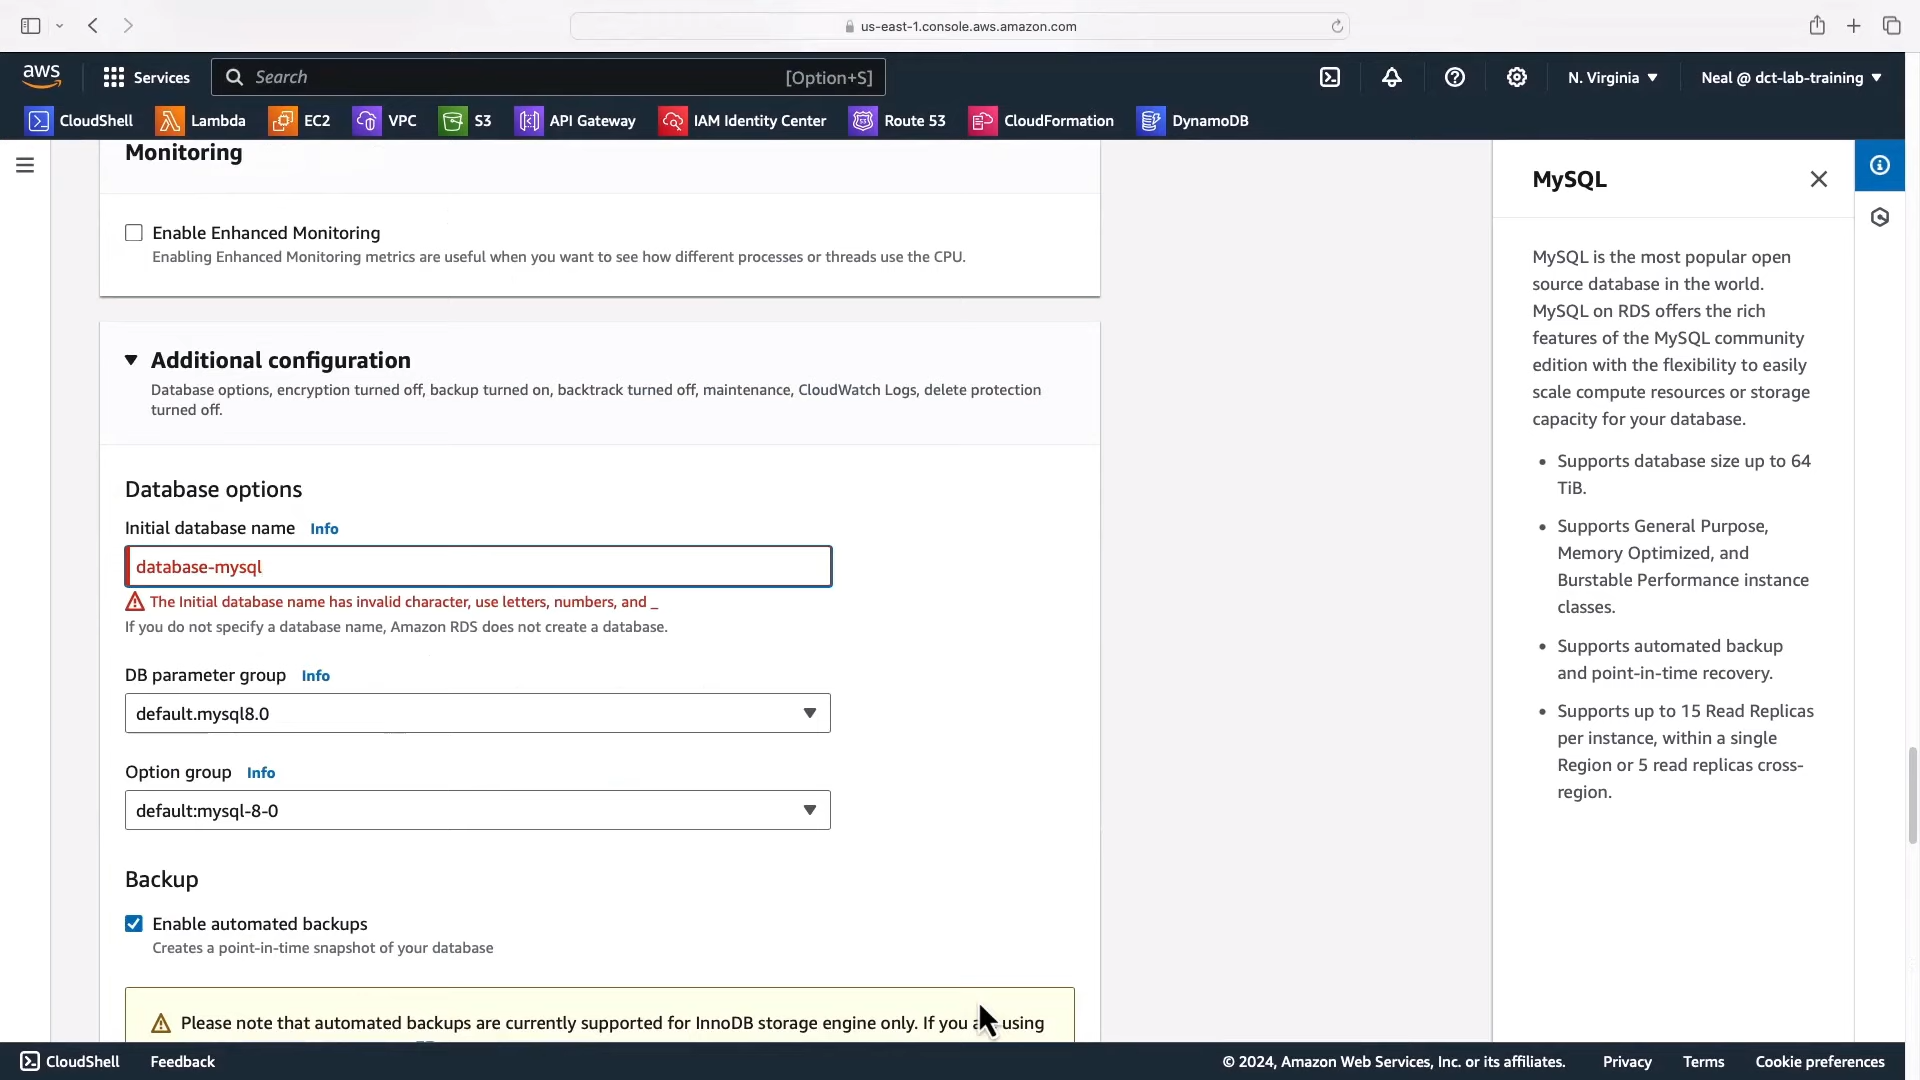 us-east-1.console.aws.amazon.com
aws
Services
Search
[Option+S]
N. Virginia
Neal @ dct-lab-training
CloudShell
Lambda
EC2
VPC
S3
API Gateway
IAM Identity Center
Route 53
CloudFormation
DynamoDB
Monitoring
Enable Enhanced Monitoring
Enabling Enhanced Monitoring metrics are useful when you want to see how different processes or threads use the CPU.
Additional configuration
Database options, encryption turned off, backup turned on, backtrack turned off, maintenance, CloudWatch Logs, delete protection
turned off.
Database options
Initial database name Info
database-mysql
The Initial database name has invalid character, use letters, numbers, and _
If you do not specify a database name, Amazon RDS does not create a database.
DB parameter group Info
default.mysql8.0
Option group Info
default:mysql-8-0
Backup
Enable automated backups
Creates a point-in-time snapshot of your database
Please note that automated backups are currently supported for InnoDB storage engine only. If you are using
MySQL
MySQL is the most popular open
source database in the world.
MySQL on RDS offers the rich
features of the MySQL community
edition with the flexibility to easily
scale compute resources or storage
capacity for your database.
• Supports database size up to 64
TiB.
• Supports General Purpose,
Memory Optimized, and
Burstable Performance instance
classes.
• Supports automated backup
and point-in-time recovery.
• Supports up to 15 Read Replicas
per instance, within a single
Region or 5 read replicas cross-
region.
CloudShell
Feedback
© 2024, Amazon Web Services, Inc. or its affiliates.
Privacy
Terms
Cookie preferences